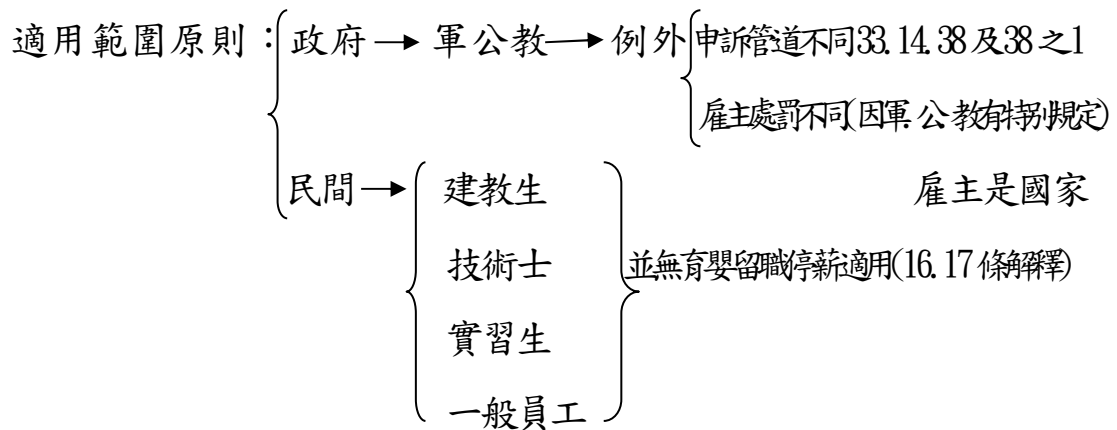 適用範圍原則：政府→軍公教→例外 申訴管道不同33.14.38及38之1
雇主處罰不同(因軍.公.教有特別規定)
民間→ 建教生 雇主是國家
技術士 並無育嬰留職停薪適用(16.17條解釋)
實習生
一般員工